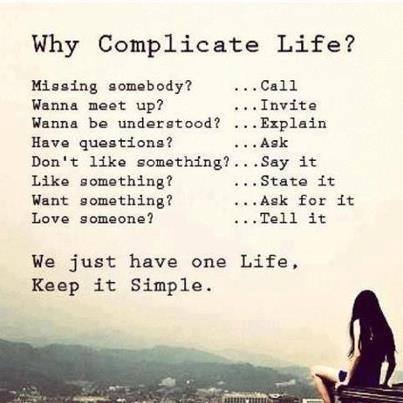 Why Complicate Life?
Missing somebody? ...Call
Wanna meet up? ...Invite
Wanna be understood? ...Explain
Have questions? ...Ask
Don't like something? ...Say it
Like something? ...State it
Want something? ...Ask for it
Love someone? ...Tell it
We just have one Life,
Keep it Simple.